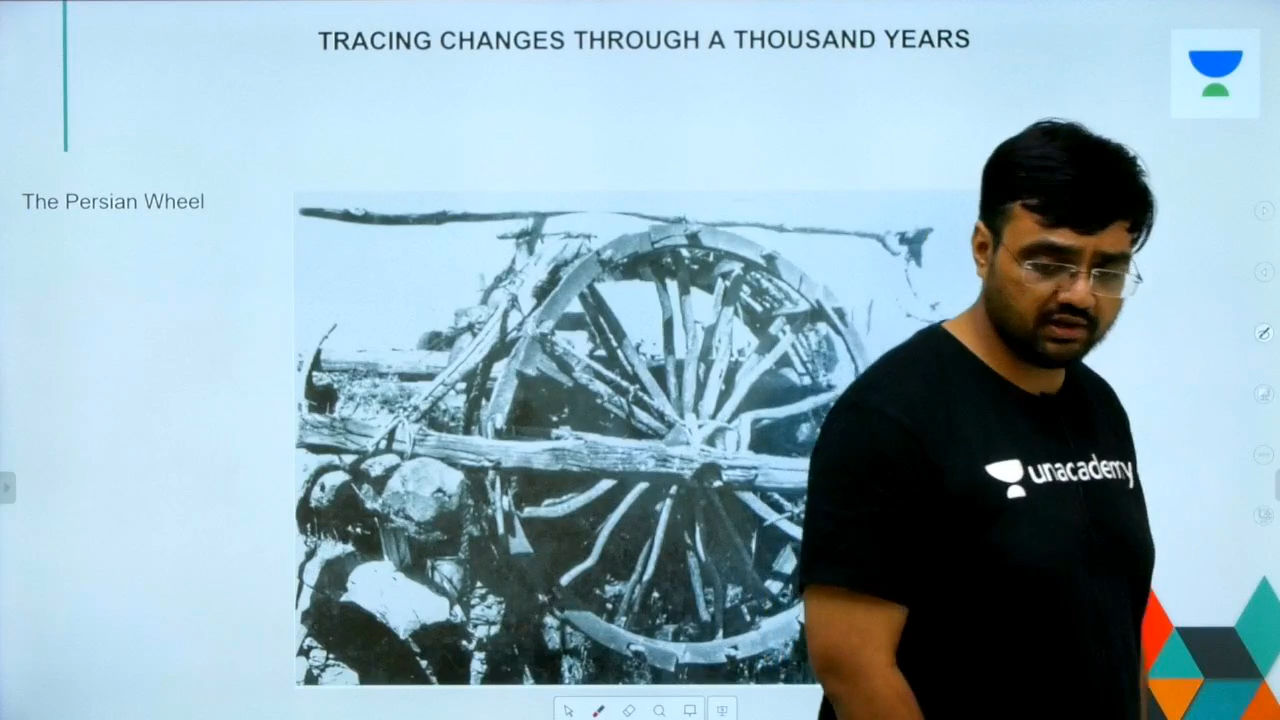 TRACING CHANGES THROUGH A THOUSAND YEARS
The Persian Wheel
unacademy